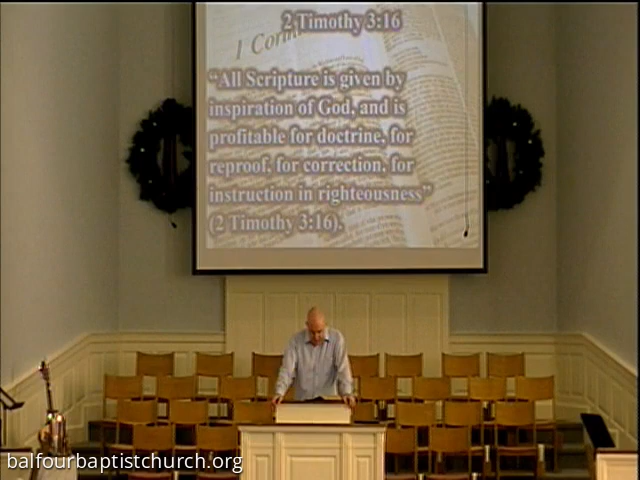 2 Timothy 3:16
1 Corin
"All Scripture is given by
inspiration of God, and is
profitable for doctrine, for
reproof, for correction, for
instruction in righteousness"
(2 Timothy 3:16).
balfourbaptistchurch.org